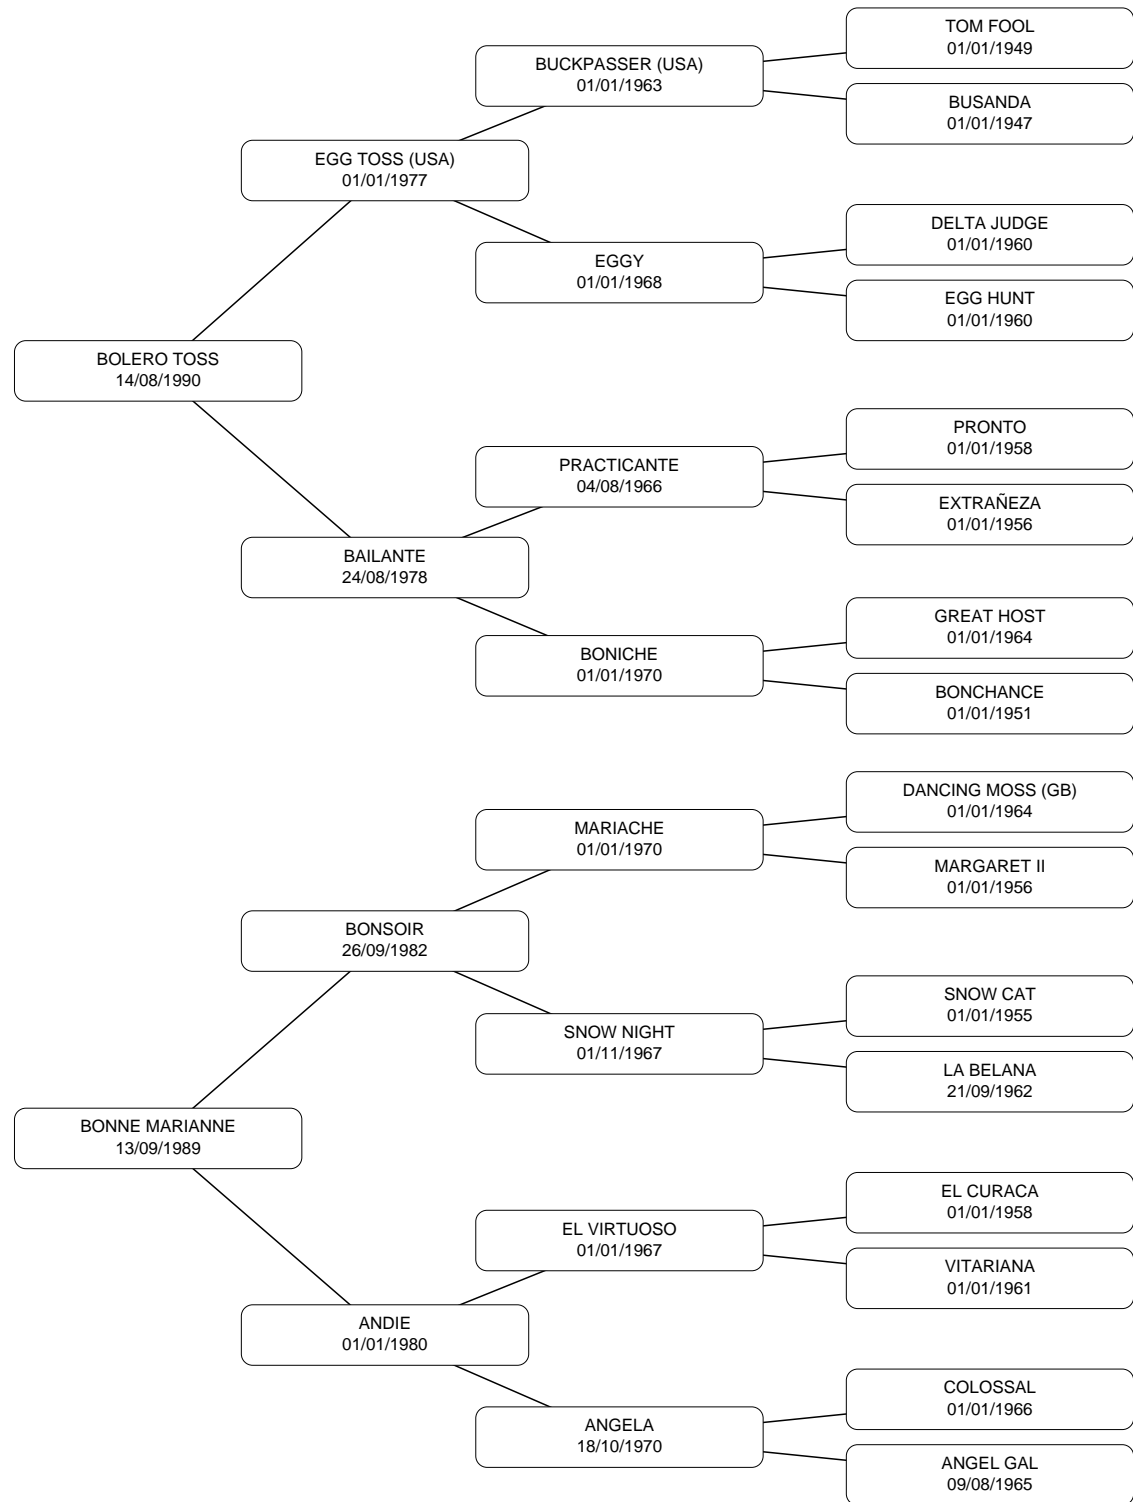 TOM FOOL
01/01/1949
BUCKPASSER (USA)
01/01/1963
BUSANDA
01/01/1947
EGG TOSS (USA)
01/01/1977
DELTA JUDGE
01/01/1960
EGGY
01/01/1968
EGG HUNT
01/01/1960
BOLERO TOSS
14/08/1990
PRONTO
01/01/1958
PRACTICANTE
04/08/1966
EXTRAÑEZA
01/01/1956
BAILANTE
24/08/1978
GREAT HOST
01/01/1964
BONICHE
01/01/1970
BONCHANCE
01/01/1951
DANCING MOSS (GB)
01/01/1964
MARIACHE
01/01/1970
MARGARET II
01/01/1956
BONSOIR
26/09/1982
SNOW CAT
01/01/1955
SNOW NIGHT
01/11/1967
LA BELANA
21/09/1962
BONNE MARIANNE
13/09/1989
EL CURACA
01/01/1958
EL VIRTUOSO
01/01/1967
VITARIANA
01/01/1961
ANDIE
01/01/1980
COLOSSAL
01/01/1966
ANGELA
18/10/1970
ANGEL GAL
09/08/1965